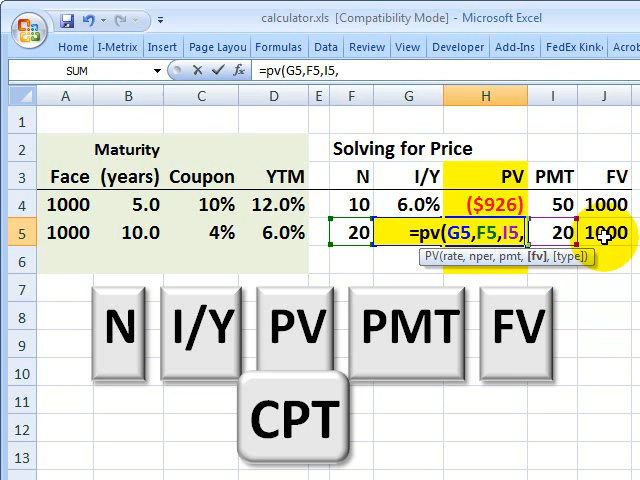 calculator.xls [Compatibility Mode] - Microsoft Excel
Home I-Metrix Insert Page Layou Formulas Data Review View Developer Add-Ins FedEx Kink Acrobat
SUM =pv(G5,F5,I5,
A B C D E F G H I J
1
2 Maturity Solving for Price
3 Face (years) Coupon YTM N I/Y PV PMT FV
4 1000 5.0 10% 12.0% 10 6.0% ($926) 50 1000
5 1000 10.0 4% 6.0% 20 =pv(G5,F5,I5, 20 1000
6 PV(rate, nper, pmt, [fv], [type])
7
8 N I/Y PV PMT FV
9
10
11 CPT
12
13